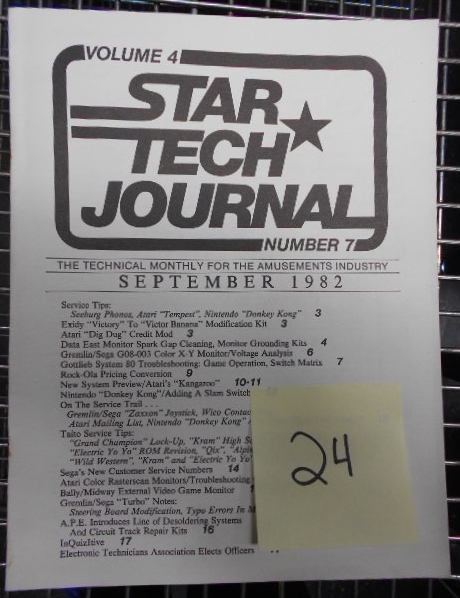 VOLUME 4
STAR
TECH
JOURNAL
NUMBER 7
THE TECHNICAL MONTHLY FOR THE AMUSEMENTS INDUSTRY
SEPTEMBER 1982
Service Tips:
Seeburg Phonos, Atari "Tempest", Nintendo "Donkey Kong" 3
Exidy "Victory" To "Victor Banana" Modification Kit 3
Atari "Dig Dug" Credit Mod 3
Data East Monitor Spark Gap Cleaning, Monitor Grounding Kits 4
Gremlin/Sega G08-003 Color X-Y Monitor/Voltage Analysis 6
Gottlieb System 80 Troubleshooting: Game Operation, Switch Matrix 7
Rock-Ola Pricing Conversion 9
New System Preview/Atari's "Kangaroo" 10-11
Nintendo "Donkey Kong"/Adding A Slam Switch
On The Service Trail . . .
Gremlin/Sega "Zaxxon" Joystick, Wico
Atari Mailing List, Nintendo "Donkey Kong"
Taito Service Tips:
"Grand Champion" Lock-Up, "Kram" High
"Electric Yo Yo" ROM Revision, "Qix",
"Wild Western", "Kram" and "Electric Yo Yo"
Sega's New Customer Service Numbers 14
Atari Color Rasterscan Monitors/Troubleshooting
Bally/Midway External Video Game Monitor
Gremlin/Sega "Turbo" Notes:
Steering Board Modification, Typo Errors In
A.P.E. Introduces Line of Desoldering Systems
And Circuit Track Repair Kits 16
InQuizItive 17
Electronic Technicians Association Elects Officers
24